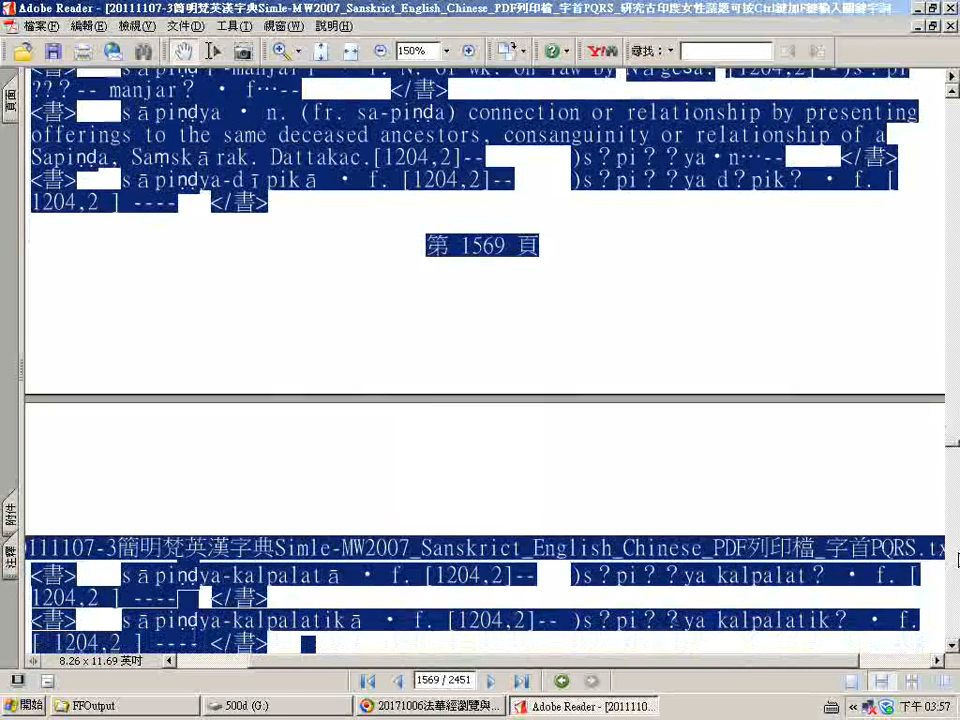 Adobe Reader - [20111107-3簡明梵英漢字典Simle-MW2007_Sanskrict_English_Chinese_PDF列印檔_字首PQRS_研究古印度女性議題可按Ctrl鍵加F鍵輸入關鍵字詞
檔案(F) 編輯(E) 檢視(V) 文件(D) 工具(T) 視窗(W) 說明(H)
150% 尋找：
頁面
<書> sāpiṇḍī-mañjarī • f. N. of wk. on law by Nāgeśa. [1204,2]--)s?pi
???-- manjar? • f…-- </書>
<書> sāpiṇḍya • n. (fr. sa-piṇḍa) connection or relationship by presenting
offerings to the same deceased ancestors, consanguinity or relationship of a
Sapiṇḍa, Saṃskārak. Dattakac.[1204,2]-- )s?pi??ya•n…-- </書>
<書> sāpiṇḍya-dīpikā • f. [1204,2]-- )s?pi??ya d?pik? • f. [
1204,2 ] ---- </書>
第 1569 頁
附件
注釋
111107-3簡明梵英漢字典Simle-MW2007_Sanskrict_English_Chinese_PDF列印檔_字首PQRS.tx
<書> sāpiṇḍya-kalpalatā • f. [1204,2]-- )s?pi??ya kalpalat? • f. [
1204,2 ] ---- </書>
<書> sāpiṇḍya-kalpalatikā • f. [1204,2]-- )s?pi??ya kalpalatik? • f.
[ 1204,2 ] ---- </書>
8.26 x 11.69 英吋
1569 / 2451
開始 FFOutput 500d (G:) 20171006法華經瀏覽與... Adobe Reader - [2011110... 下午 03:57